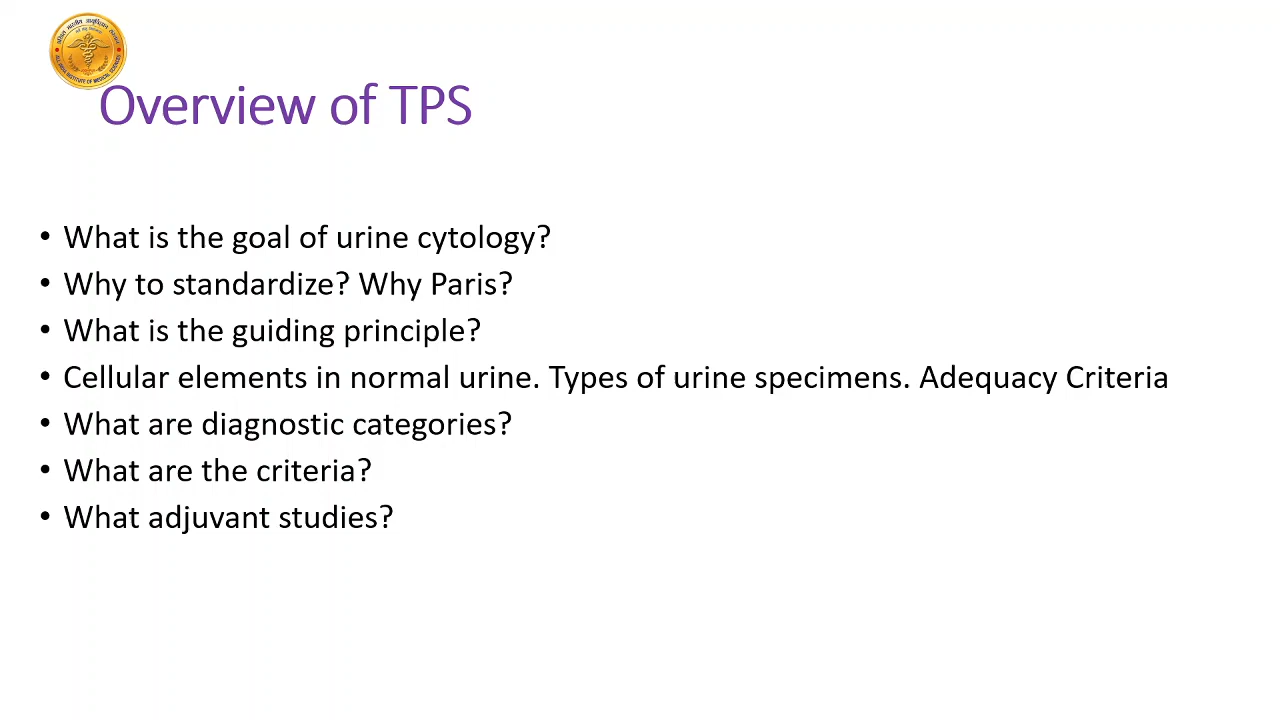 Overview of TPS
• What is the goal of urine cytology?
• Why to standardize? Why Paris?
• What is the guiding principle?
• Cellular elements in normal urine. Types of urine specimens. Adequacy Criteria
• What are diagnostic categories?
• What are the criteria?
• What adjuvant studies?